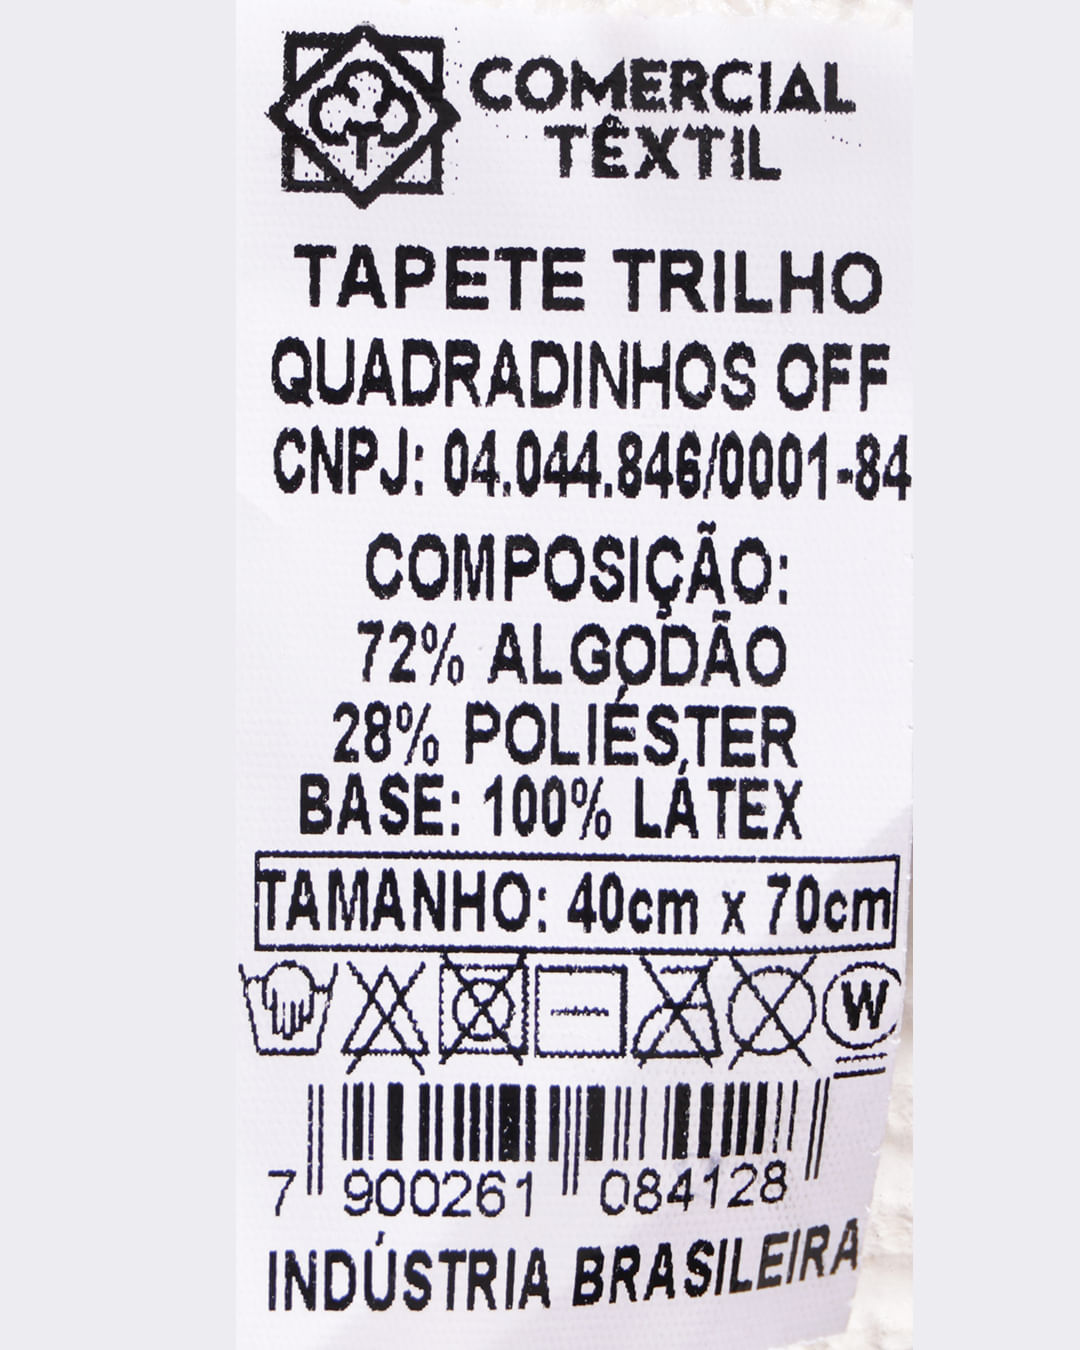 COMERCIAL
TÊXTIL
TAPETE TRILHO
QUADRADINHOS OFF
CNPJ: 04.044.846/0001-84
COMPOSIÇÃO:
72% ALGODÃO
28% POLIÉSTER
BASE: 100% LÁTEX
TAMANHO: 40cm x 70cm
W
7 900261 084128
INDÚSTRIA BRASILEIRA